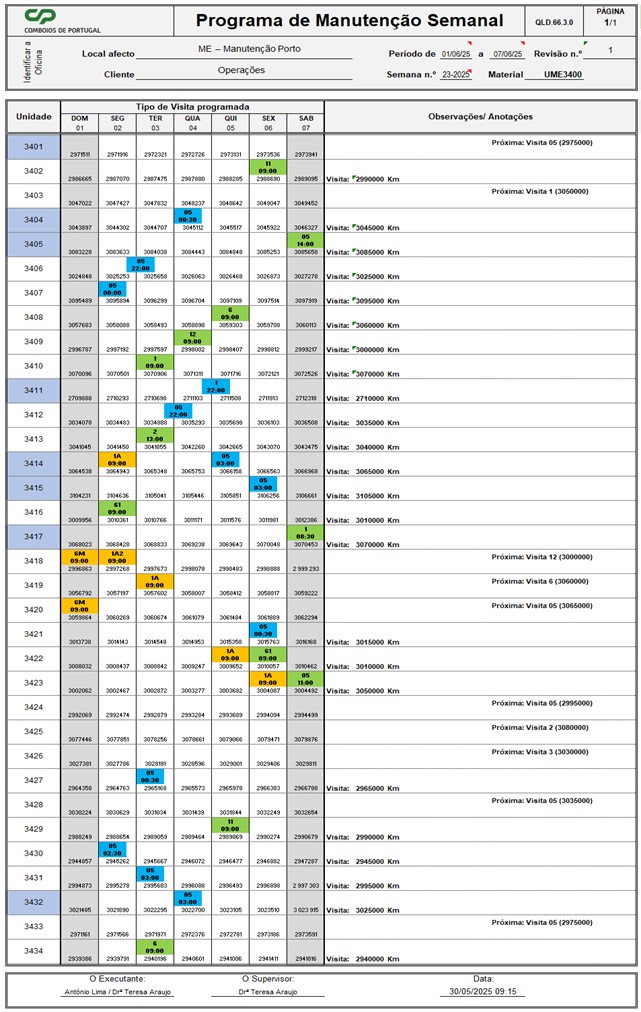 CP
COMBOIOS DE PORTUGAL
Programa de Manutenção Semanal
QLD.66.3.0
PÁGINA
1/1
Identificar a Oficina
Local afecto ME – Manutenção Porto Período de 01/06/25 a 07/06/25 Revisão n.º 1
Cliente Operações Semana n.º 23-2025 Material UME3400
Unidade Tipo de Visita programada Observações/ Anotações
DOM SEG TER QUA QUI SEX SAB
01 02 03 04 05 06 07
3401 Próxima: Visita 05 (2975000)
2971511 2971916 2972321 2972726 2973131 2973536 2973941
3402 11 09:00
2986665 2987070 2987475 2987880 2988285 2988690 2989095 Visita: 2990000 Km
3403 Próxima: Visita 1 (3050000)
3047022 3047427 3047832 3048237 3048642 3049047 3049452
3404 05 00:30
3043897 3044302 3044707 3045112 3045517 3045922 3046327 Visita: 3045000 Km
3405 05 14:00
3083228 3083633 3084038 3084443 3084848 3085253 3085658 Visita: 3085000 Km
3406 05 22:00
3024848 3025253 3025658 3026063 3026468 3026873 3027278 Visita: 3025000 Km
3407 05 00:00
3095489 3095894 3096299 3096704 3097109 3097514 3097919 Visita: 3095000 Km
3408 6 09:00
3057683 3058088 3058493 3058898 3059303 3059708 3060113 Visita: 3060000 Km
3409 12 09:00
2996787 2997192 2997597 2998002 2998407 2998812 2999217 Visita: 3000000 Km
3410 1 09:00
3070096 3070501 3070906 3071311 3071716 3072121 3072526 Visita: 3070000 Km
3411 1 22:00
2709888 2710293 2710698 2711103 2711508 2711913 2712318 Visita: 2710000 Km
3412 05 22:00
3034078 3034483 3034888 3035293 3035698 3036103 3036508 Visita: 3035000 Km
3413 2 13:00
3041045 3041450 3041855 3042260 3042665 3043070 3043475 Visita: 3040000 Km
3414 1A 09:00 05 03:00
3064538 3064943 3065348 3065753 3066158 3066563 3066968 Visita: 3065000 Km
3415 05 03:00
3104231 3104636 3105041 3105446 3105851 3106256 3106661 Visita: 3105000 Km
3416 61 09:00
3009956 3010361 3010766 3011171 3011576 3011981 3012386 Visita: 3010000 Km
3417 1 08:30
3068023 3068428 3068833 3069238 3069643 3070048 3070453 Visita: 3070000 Km
3418 6M 09:00 1A2 09:00 Próxima: Visita 12 (3000000)
2996863 2997268 2997673 2998078 2998483 2998888 2 999 293
3419 1A 09:00 Próxima: Visita 6 (3060000)
3056792 3057197 3057602 3058007 3058412 3058817 3059222
3420 6M 09:00 Próxima: Visita 05 (3065000)
3059864 3060269 3060674 3061079 3061484 3061889 3062294
3421 05 00:30
3013738 3014143 3014548 3014953 3015358 3015763 3016168 Visita: 3015000 Km
3422 1A 09:00 61 09:00
3008032 3008437 3008842 3009247 3009652 3010057 3010462 Visita: 3010000 Km
3423 1A 09:00 05 11:00
3002062 3002467 3002872 3003277 3003682 3004087 3004492 Visita: 3050000 Km
3424 Próxima: Visita 05 (2995000)
2992069 2992474 2992879 2993284 2993689 2994094 2994499
3425 Próxima: Visita 2 (3080000)
3077446 3077851 3078256 3078661 3079066 3079471 3079876
3426 Próxima: Visita 3 (3030000)
3027381 3027786 3028191 3028596 3029001 3029406 3029811
3427 05 00:30
2964358 2964763 2965168 2965573 2965978 2966383 2966788 Visita: 2965000 Km
3428 Próxima: Visita 05 (3035000)
3030224 3030629 3031034 3031439 3031844 3032249 3032654
3429 11 09:00
2988249 2988654 2989059 2989464 2989869 2990274 2990679 Visita: 2990000 Km
3430 05 02:30
2944857 2945262 2945667 2946072 2946477 2946882 2947287 Visita: 2945000 Km
3431 05 03:00
2994873 2995278 2995683 2996088 2996493 2996898 2 997 303 Visita: 2995000 Km
3432 05 03:00
3021485 3021890 3022295 3022700 3023105 3023510 3 023 915 Visita: 3025000 Km
3433 Próxima: Visita 05 (2975000)
2971161 2971566 2971971 2972376 2972781 2973186 2973591
3434 6 09:00
2939386 2939791 2940196 2940601 2941006 2941411 2941816 Visita: 2940000 Km
O Executante: O Supervisor: Data:
António Lima / Drª Teresa Araujo Drª Teresa Araujo 30/05/2025 09:15